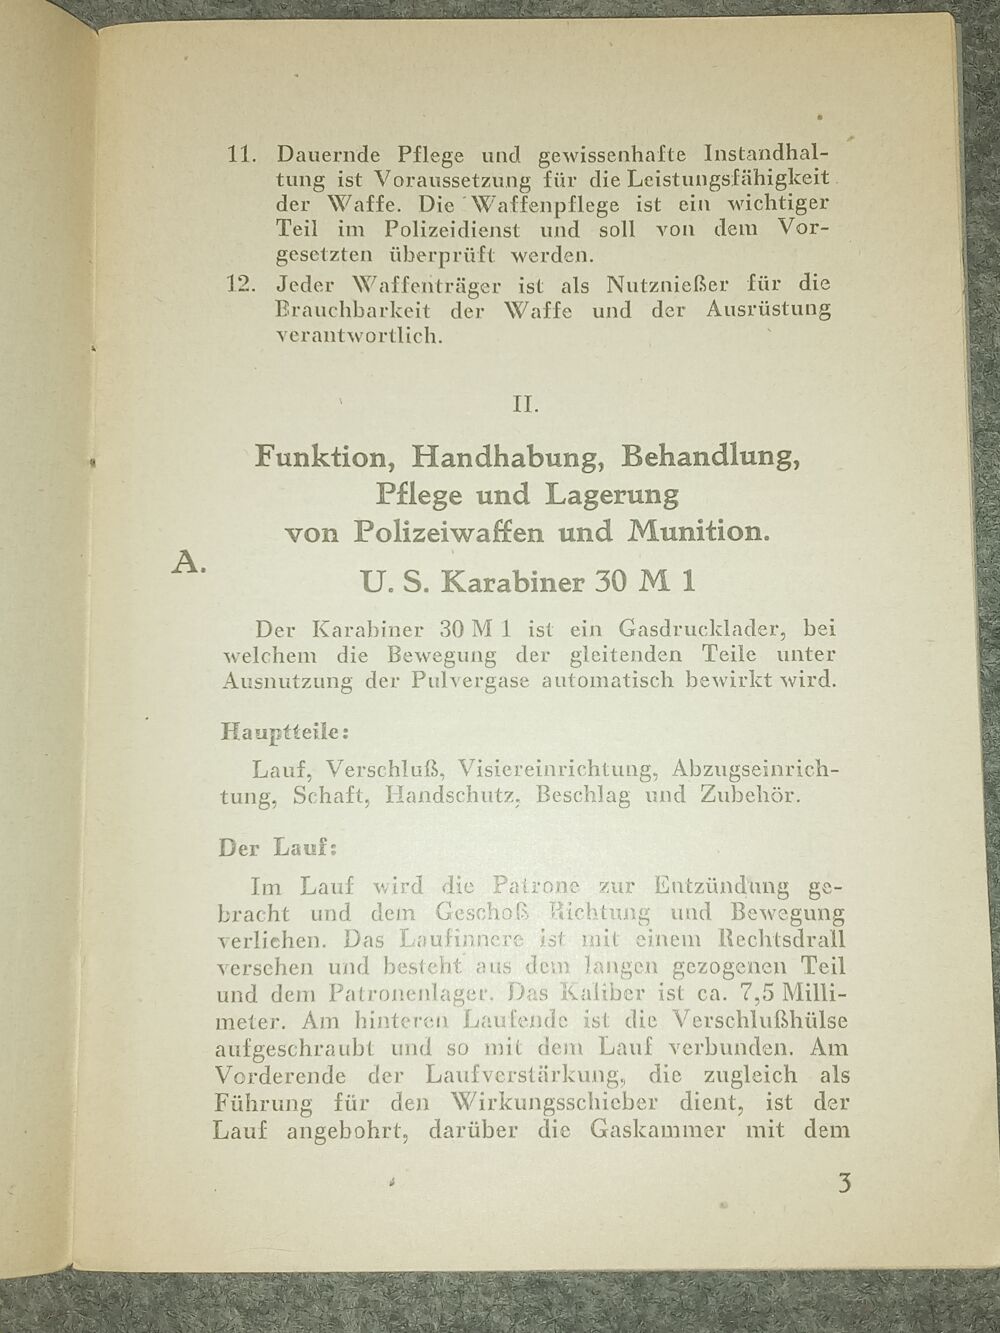 11. Dauernde Pflege und gewissenhafte Instandhal-
tung ist Voraussetzung für die Leistungsfähigkeit
der Waffe. Die Waffenpflege ist ein wichtiger
Teil im Polizeidienst und soll von dem Vor-
gesetzten überprüft werden.
12. Jeder Waffenträger ist als Nutznießer für die
Brauchbarkeit der Waffe und der Ausrüstung
verantwortlich.
II.
Funktion, Handhabung, Behandlung,
Pflege und Lagerung
von Polizeiwaffen und Munition.
A.
U. S. Karabiner 30 M 1
Der Karabiner 30 M 1 ist ein Gasdrucklader, bei
welchem die Bewegung der gleitenden Teile unter
Ausnutzung der Pulvergase automatisch bewirkt wird.
Hauptteile:
Lauf, Verschluß, Visiereinrichtung, Abzugseinrich-
tung, Schaft, Handschutz, Beschlag und Zubehör.
Der Lauf:
Im Lauf wird die Patrone zur Entzündung ge-
bracht und dem Geschoß Richtung und Bewegung
verliehen. Das Laufinnere ist mit einem Rechtsdrall
versehen und besteht aus dem langen gezogenen Teil
und dem Patronenlager. Das Kaliber ist ca. 7,5 Milli-
meter. Am hinteren Laufende ist die Verschlußhülse
aufgeschraubt und so mit dem Lauf verbunden. Am
Vorderende der Laufverstärkung, die zugleich als
Führung für den Wirkungsschieber dient, ist der
Lauf angebohrt, darüber die Gaskammer mit dem
3